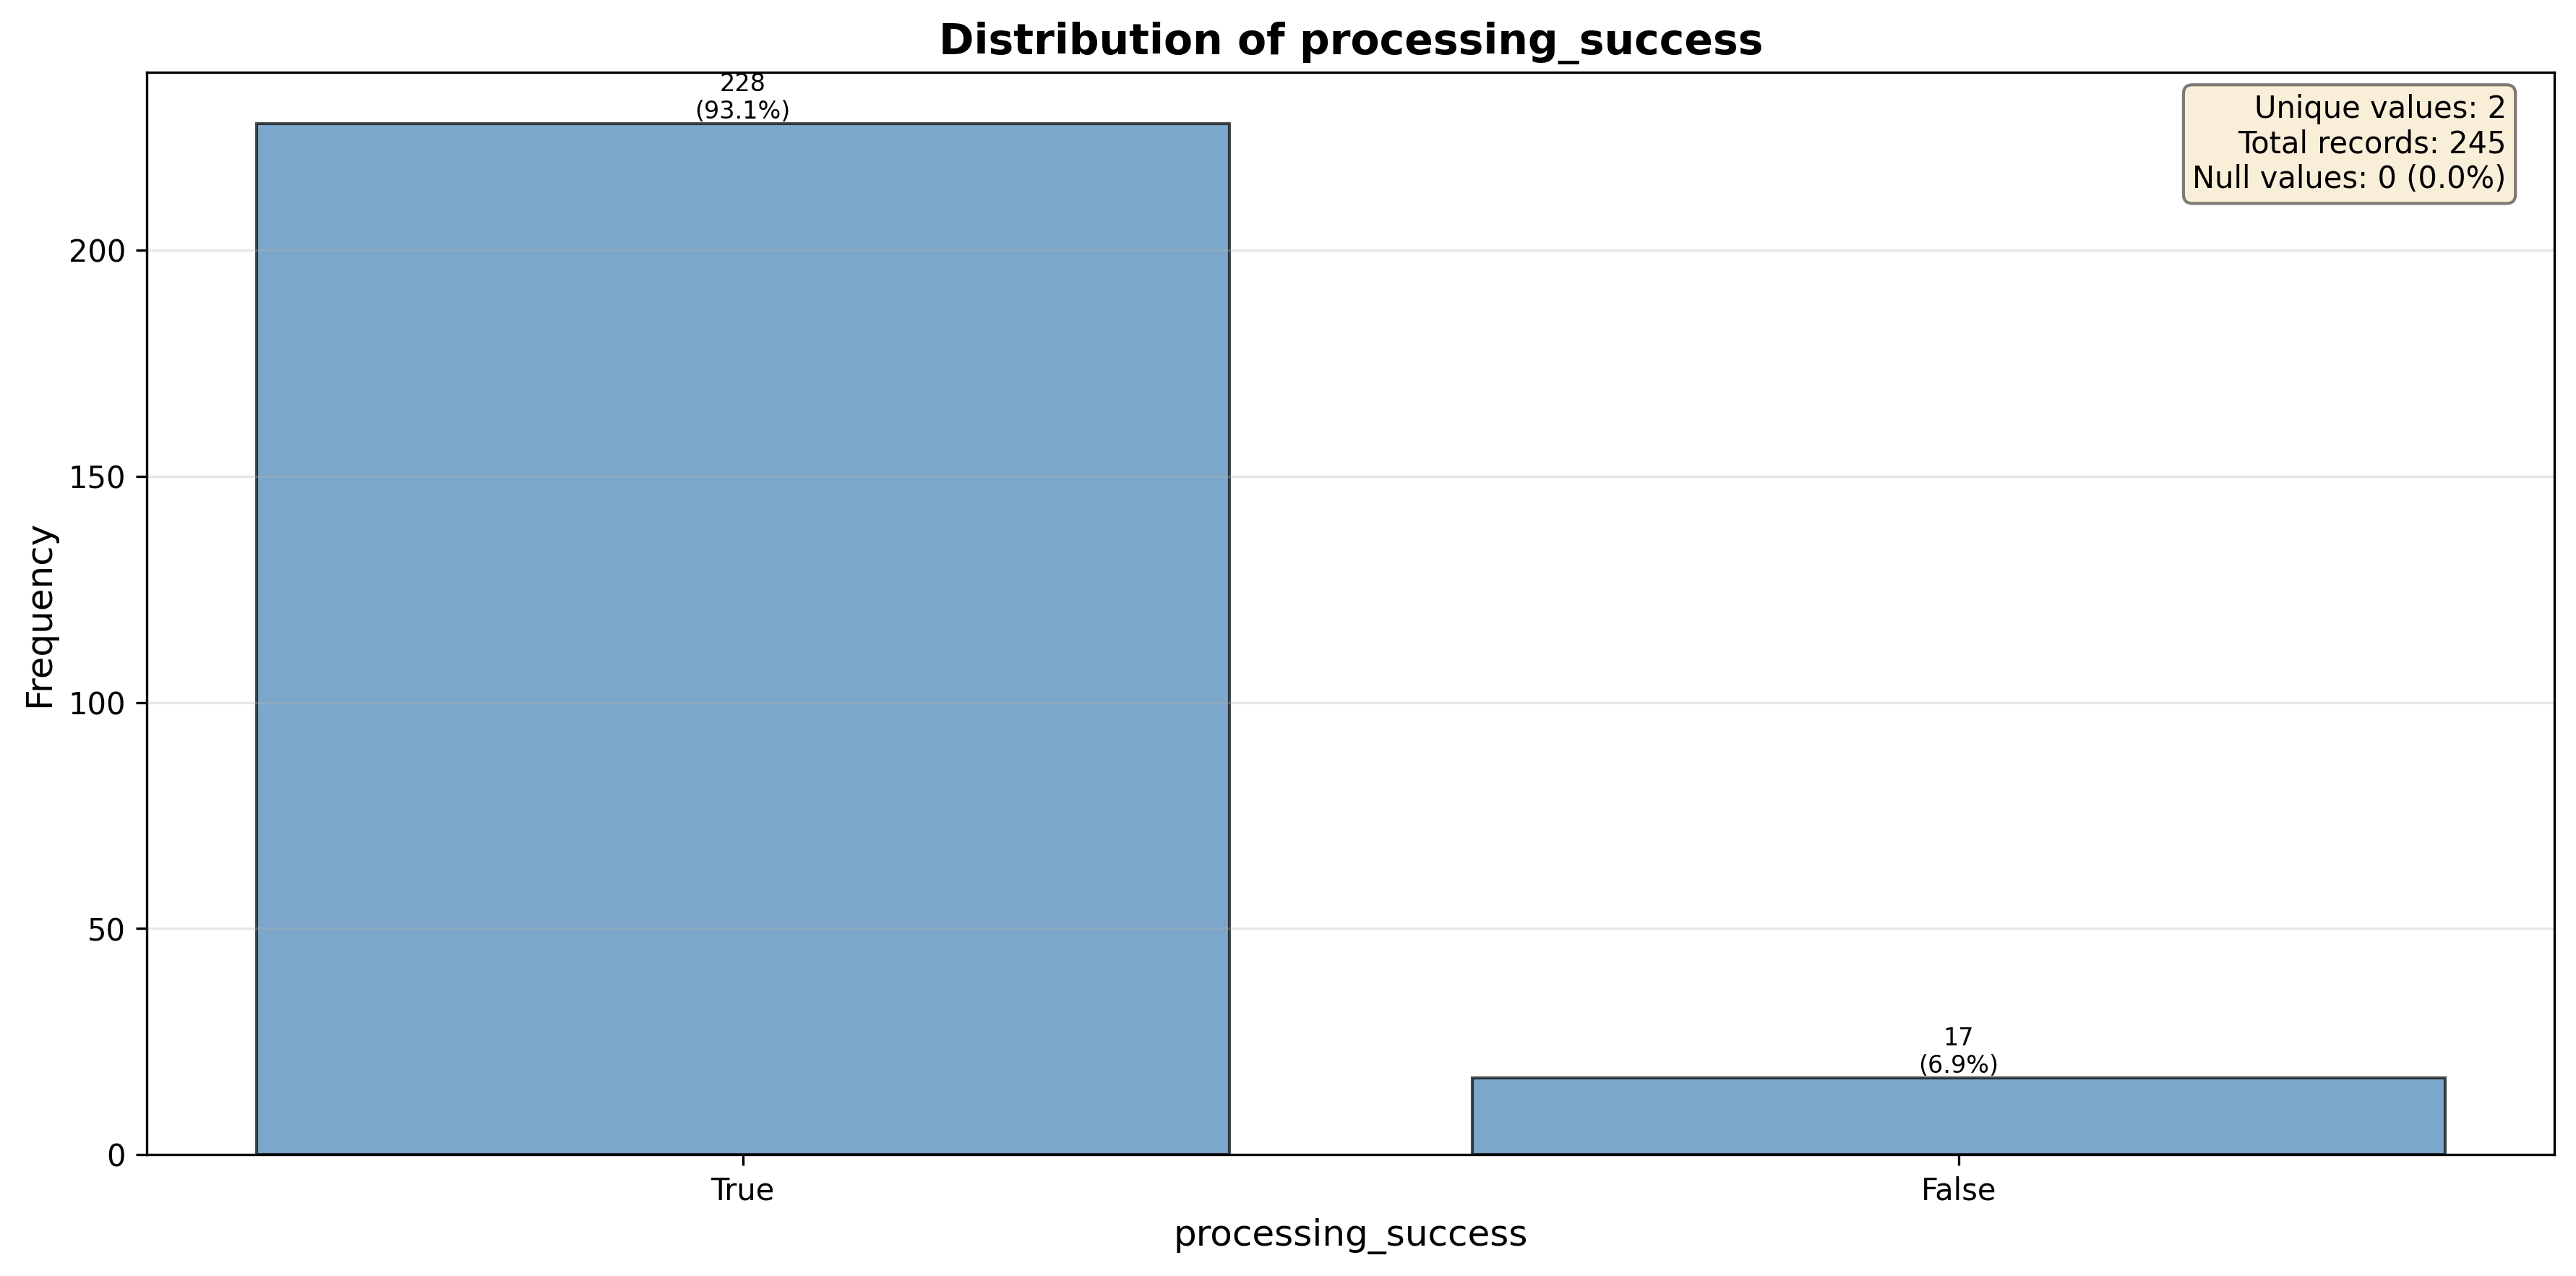 Distribution of processing_success
228
(93.1%)
Unique values: 2
Total records: 245
Null values: 0 (0.0%)
200
150
100
50
0
Frequency
17
(6.9%)
True
False
processing_success